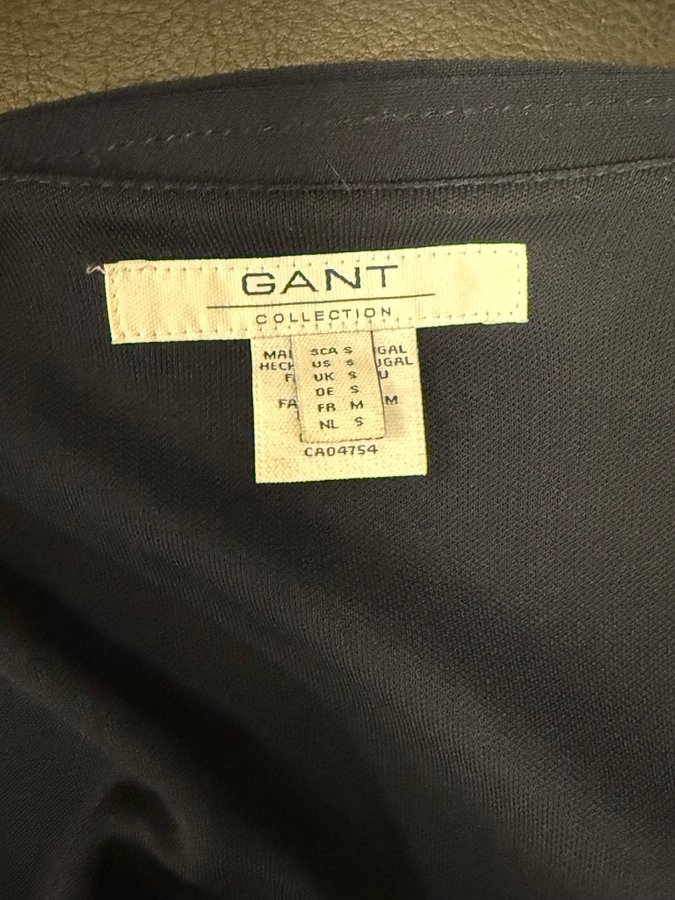 GANT
COLLECTION
SCA S
US S
UK S
DE S
FR M
NL S
CA04754